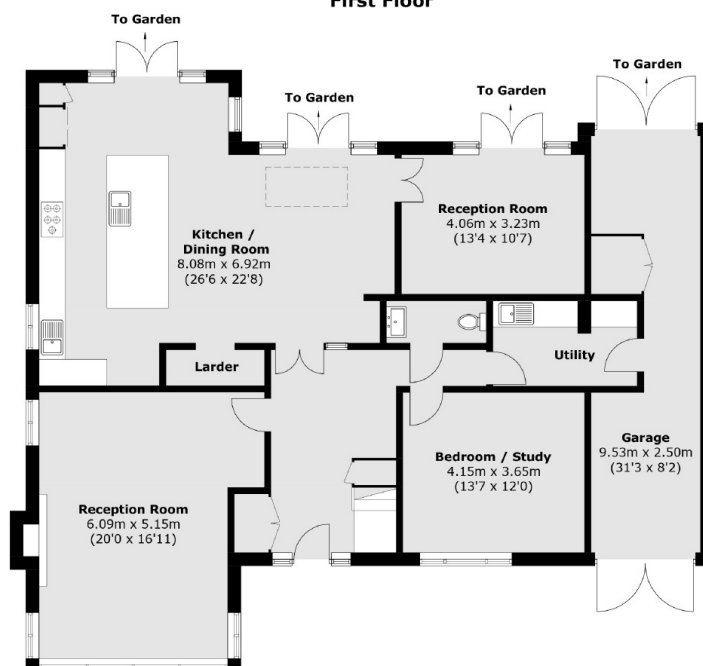 First Floor
To Garden
To Garden
To Garden
To Garden
Kitchen /
Dining Room
8.08m x 6.92m
(26'6 x 22'8)
Reception Room
4.06m x 3.23m
(13'4 x 10'7)
Larder
Utility
Reception Room
6.09m x 5.15m
(20'0 x 16'11)
Bedroom / Study
4.15m x 3.65m
(13'7 x 12'0)
Garage
9.53m x 2.50m
(31'3 x 8'2)